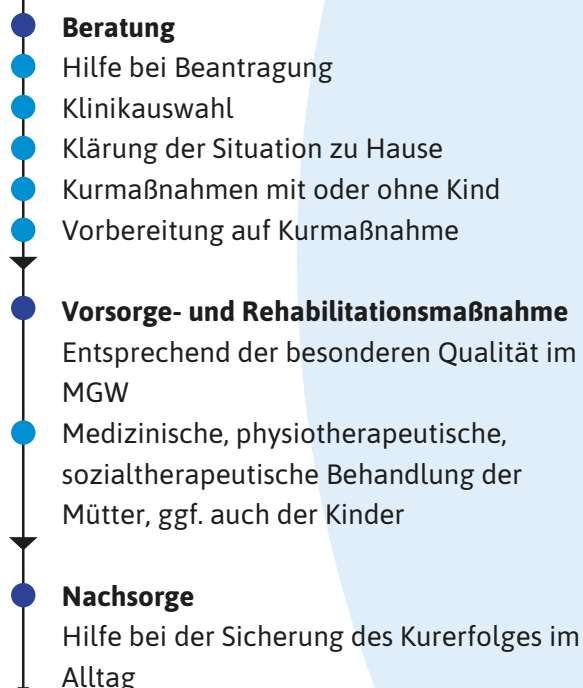 Beratung
Hilfe bei Beantragung
Klinikauswahl
Klärung der Situation zu Hause
Kurmaßnahmen mit oder ohne Kind
Vorbereitung auf Kurmaßnahme
Vorsorge- und Rehabilitationsmaßnahme
Entsprechend der besonderen Qualität im
MGW
Medizinische, physiotherapeutische,
sozialtherapeutische Behandlung der
Mütter, ggf. auch der Kinder
Nachsorge
Hilfe bei der Sicherung des Kurerfolges im
Alltag